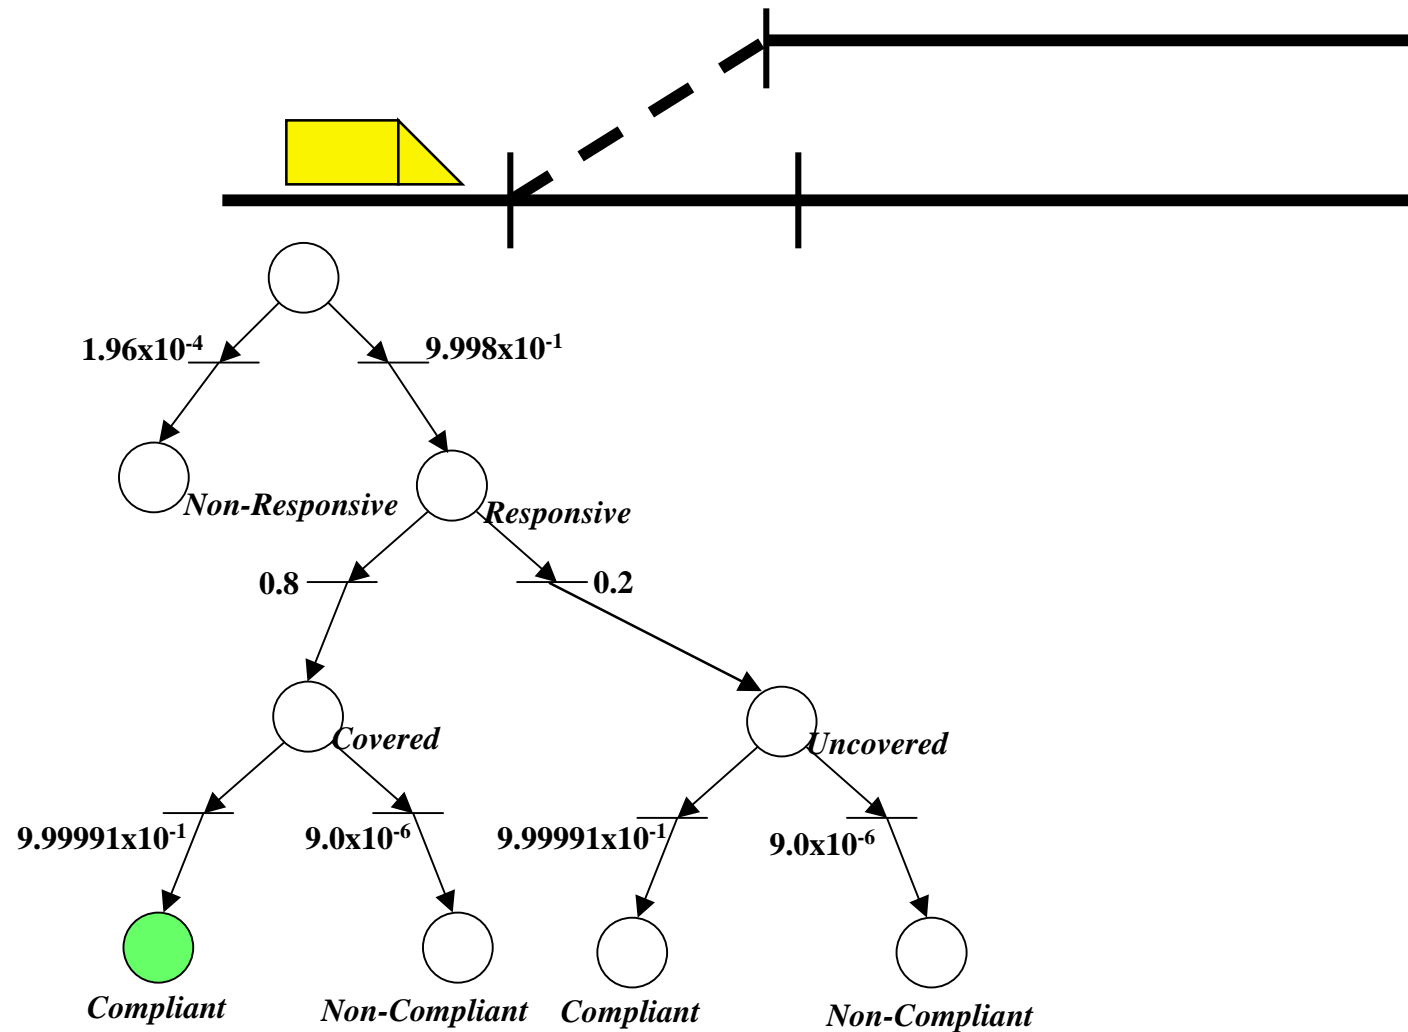 1.96x10⁻⁴ 9.998x10⁻¹
Non-Responsive Responsive
0.8 0.2
Covered Uncovered
9.99991x10⁻¹ 9.0x10⁻⁶ 9.99991x10⁻¹ 9.0x10⁻⁶
Compliant Non-Compliant Compliant Non-Compliant